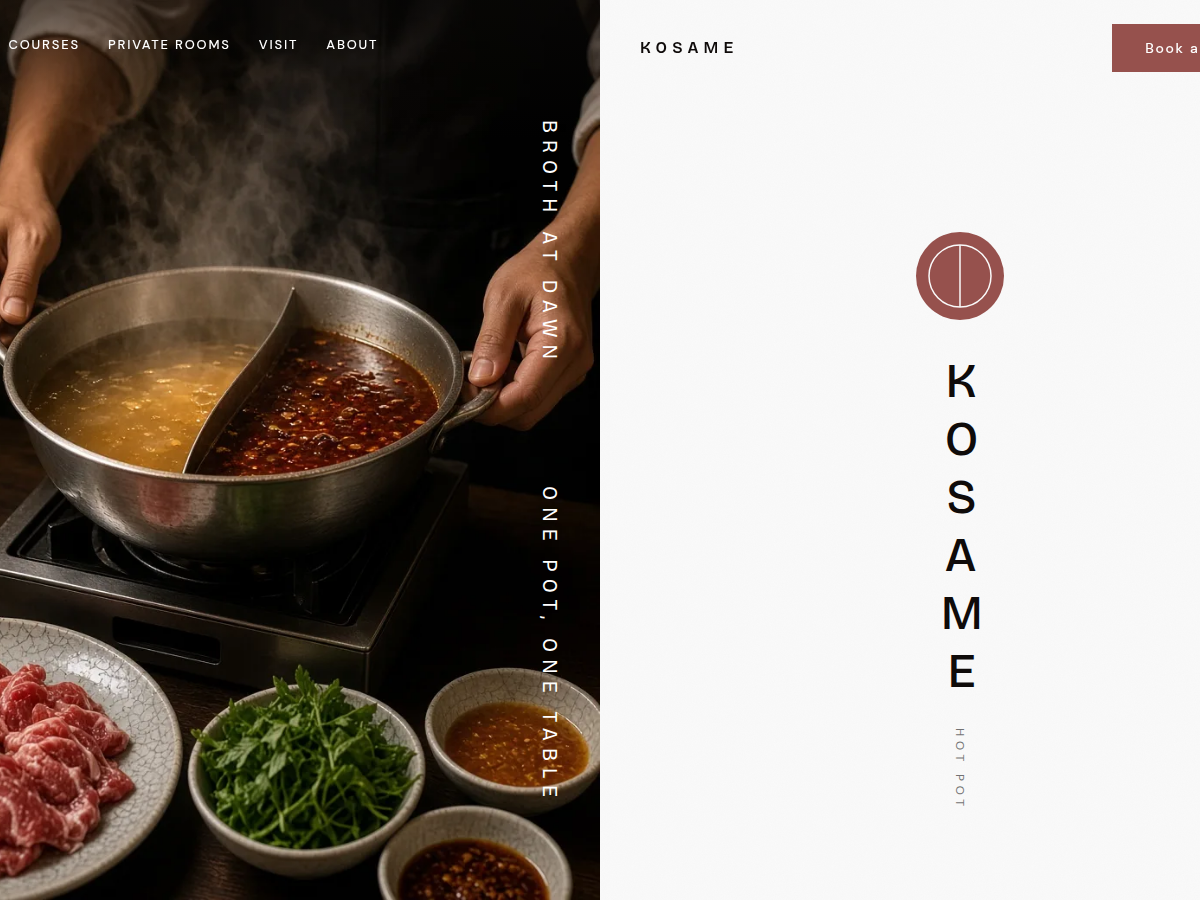 COURSES
PRIVATE ROOMS
VISIT
ABOUT
KOSAME
Book a
BROTH AT DAWN
ONE POT, ONE TABLE
KOSAME
HOT POT